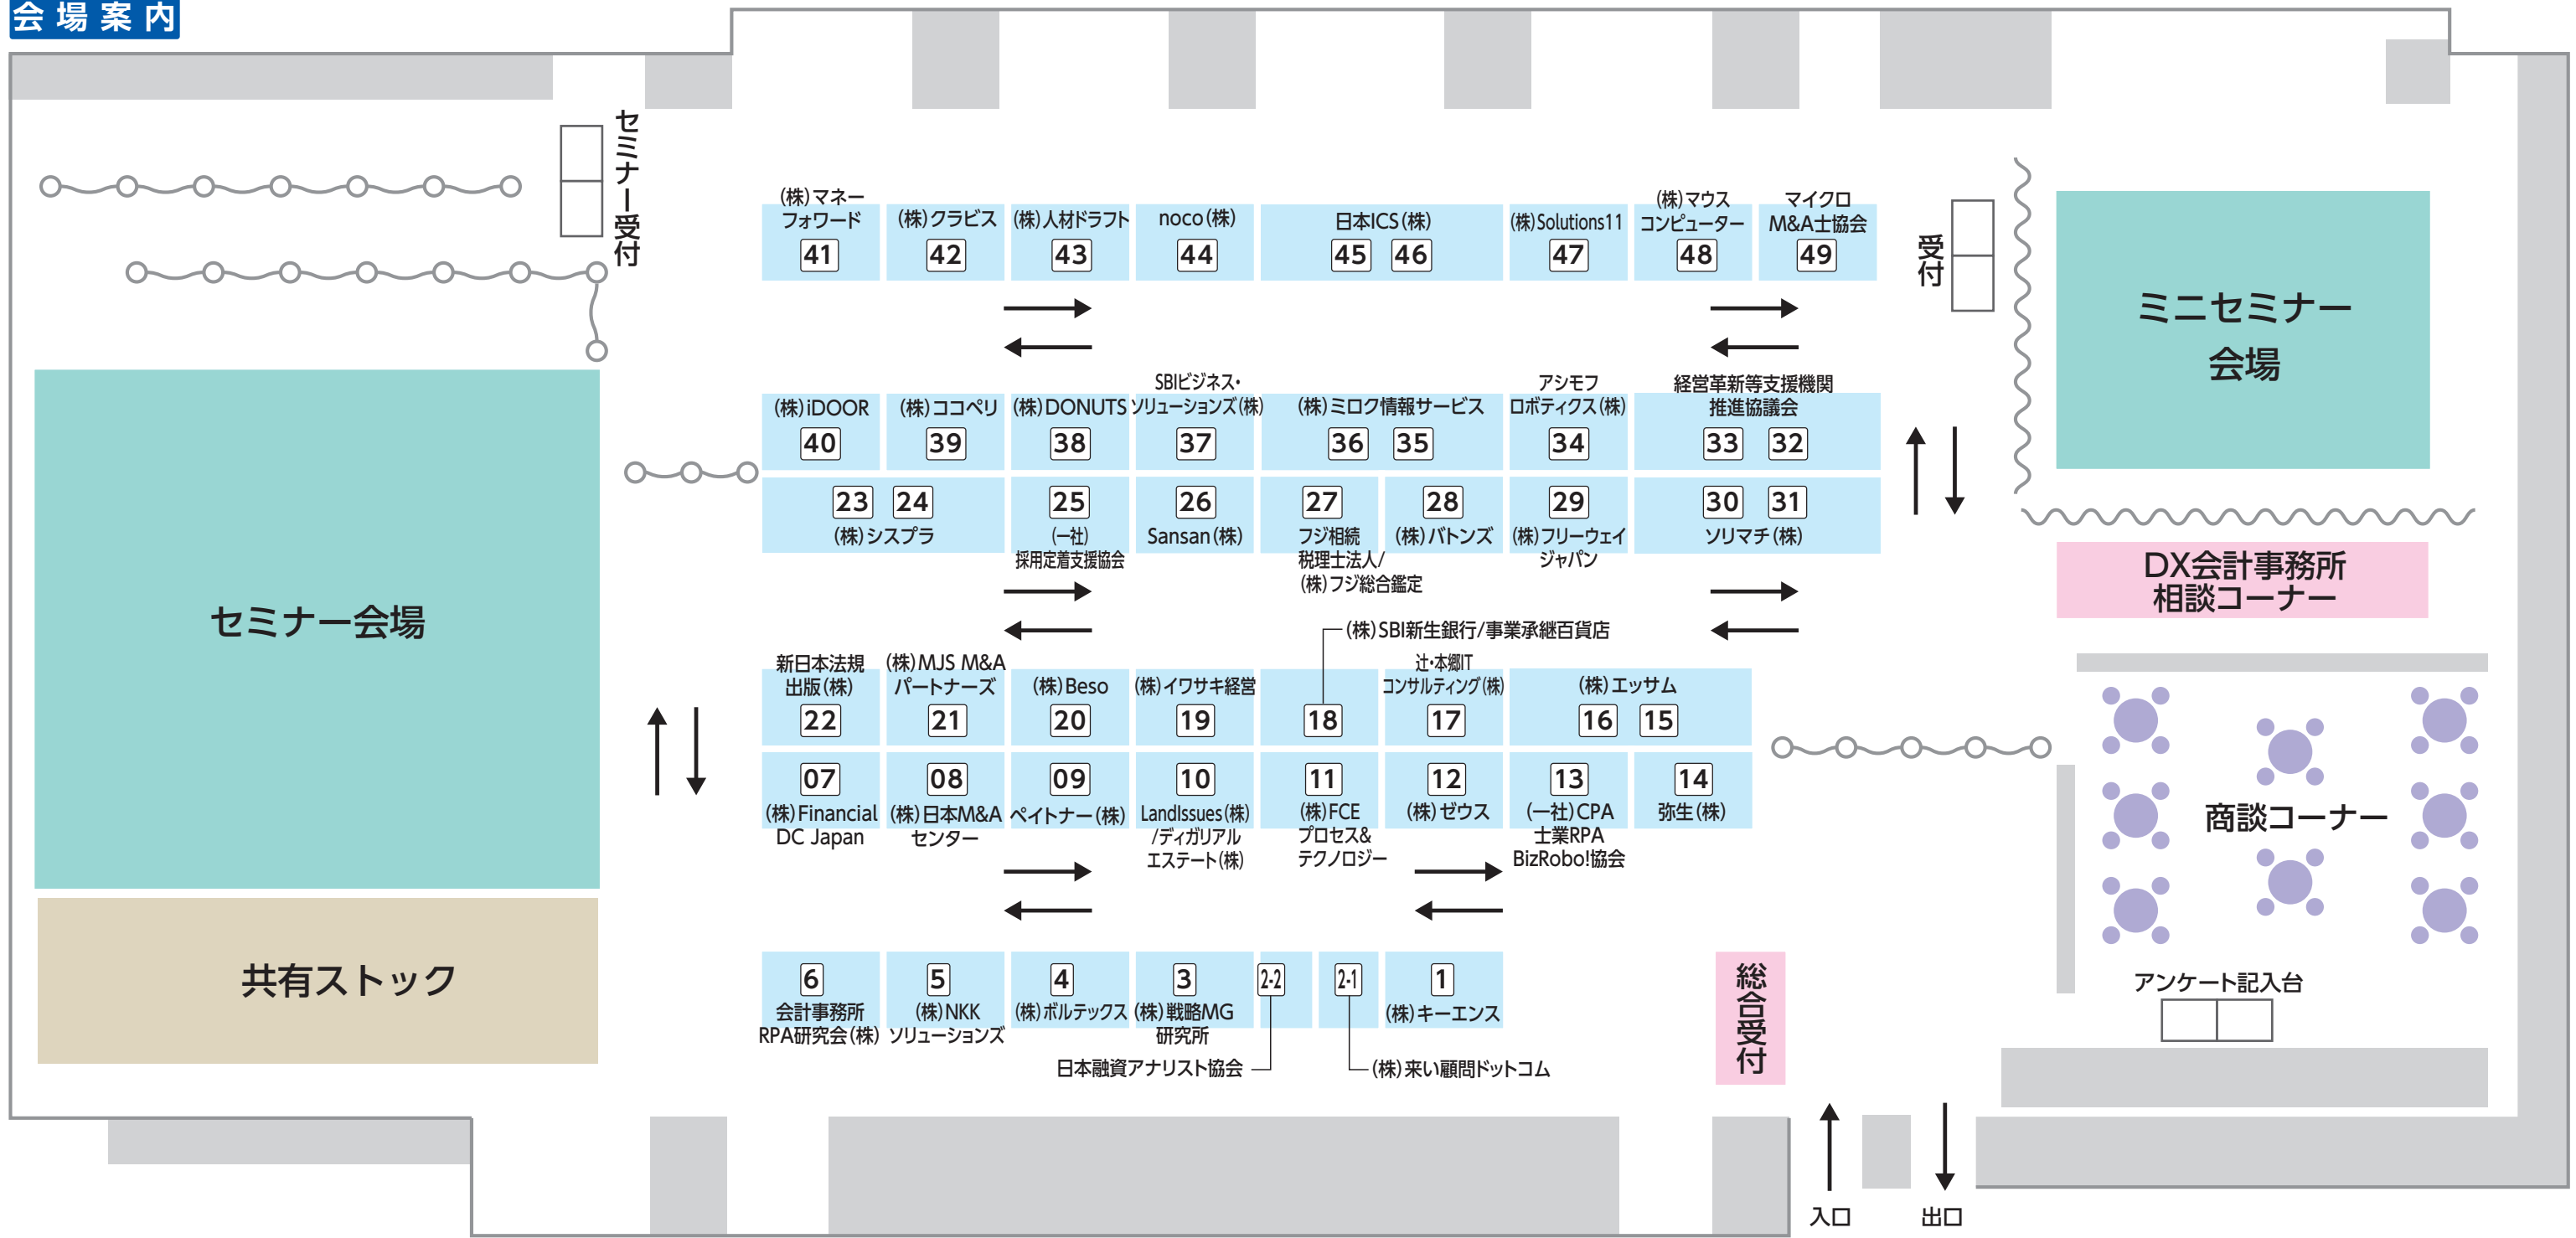 会場案内
セミナー受付
(株)マネー
フォワード
41
(株)クラビス
42
(株)人材ドラフト
43
noco(株)
44
日本ICS(株)
45 46
(株)Solutions11
47
(株)マウス
コンピューター
48
マイクロ
M&A士協会
49
受付
ミニセミナー
会場
(株)iDOOR
40
(株)ココペリ
39
(株)DONUTS
38
SBIビジネス・
ソリューションズ(株)
37
(株)ミロク情報サービス
36 35
アシモフ
ロボティクス(株)
34
経営革新等支援機関
推進協議会
33 32
23 24
(株)シスプラ
25
(一社)
採用定着支援協会
26
Sansan(株)
27
フジ相続
税理士法人/
(株)フジ総合鑑定
28
(株)バトンズ
29
(株)フリーウェイ
ジャパン
30 31
ソリマチ(株)
DX会計事務所
相談コーナー
セミナー会場
(株)SBI新生銀行/事業承継百貨店
新日本法規
出版(株)
22
(株)MJS M&A
パートナーズ
21
(株)Beso
20
(株)イワサキ経営
19
18
辻・本郷IT
コンサルティング(株)
17
(株)エッサム
16 15
07
(株)Financial
DC Japan
08
(株)日本M&A
センター
09
ペイトナー(株)
10
LandIssues(株)
/ディガリアル
エステート(株)
11
(株)FCE
プロセス&
テクノロジー
12
(株)ゼウス
13
(一社)CPA
士業RPA
BizRobo!協会
14
弥生(株)
商談コーナー
共有ストック
6
会計事務所
RPA研究会(株)
5
(株)NKK
ソリューションズ
4
(株)ボルテックス
3
(株)戦略MG
研究所
2-2
日本融資アナリスト協会
2-1
(株)来い顧問ドットコム
1
(株)キーエンス
総合受付
アンケート記入台
入口
出口